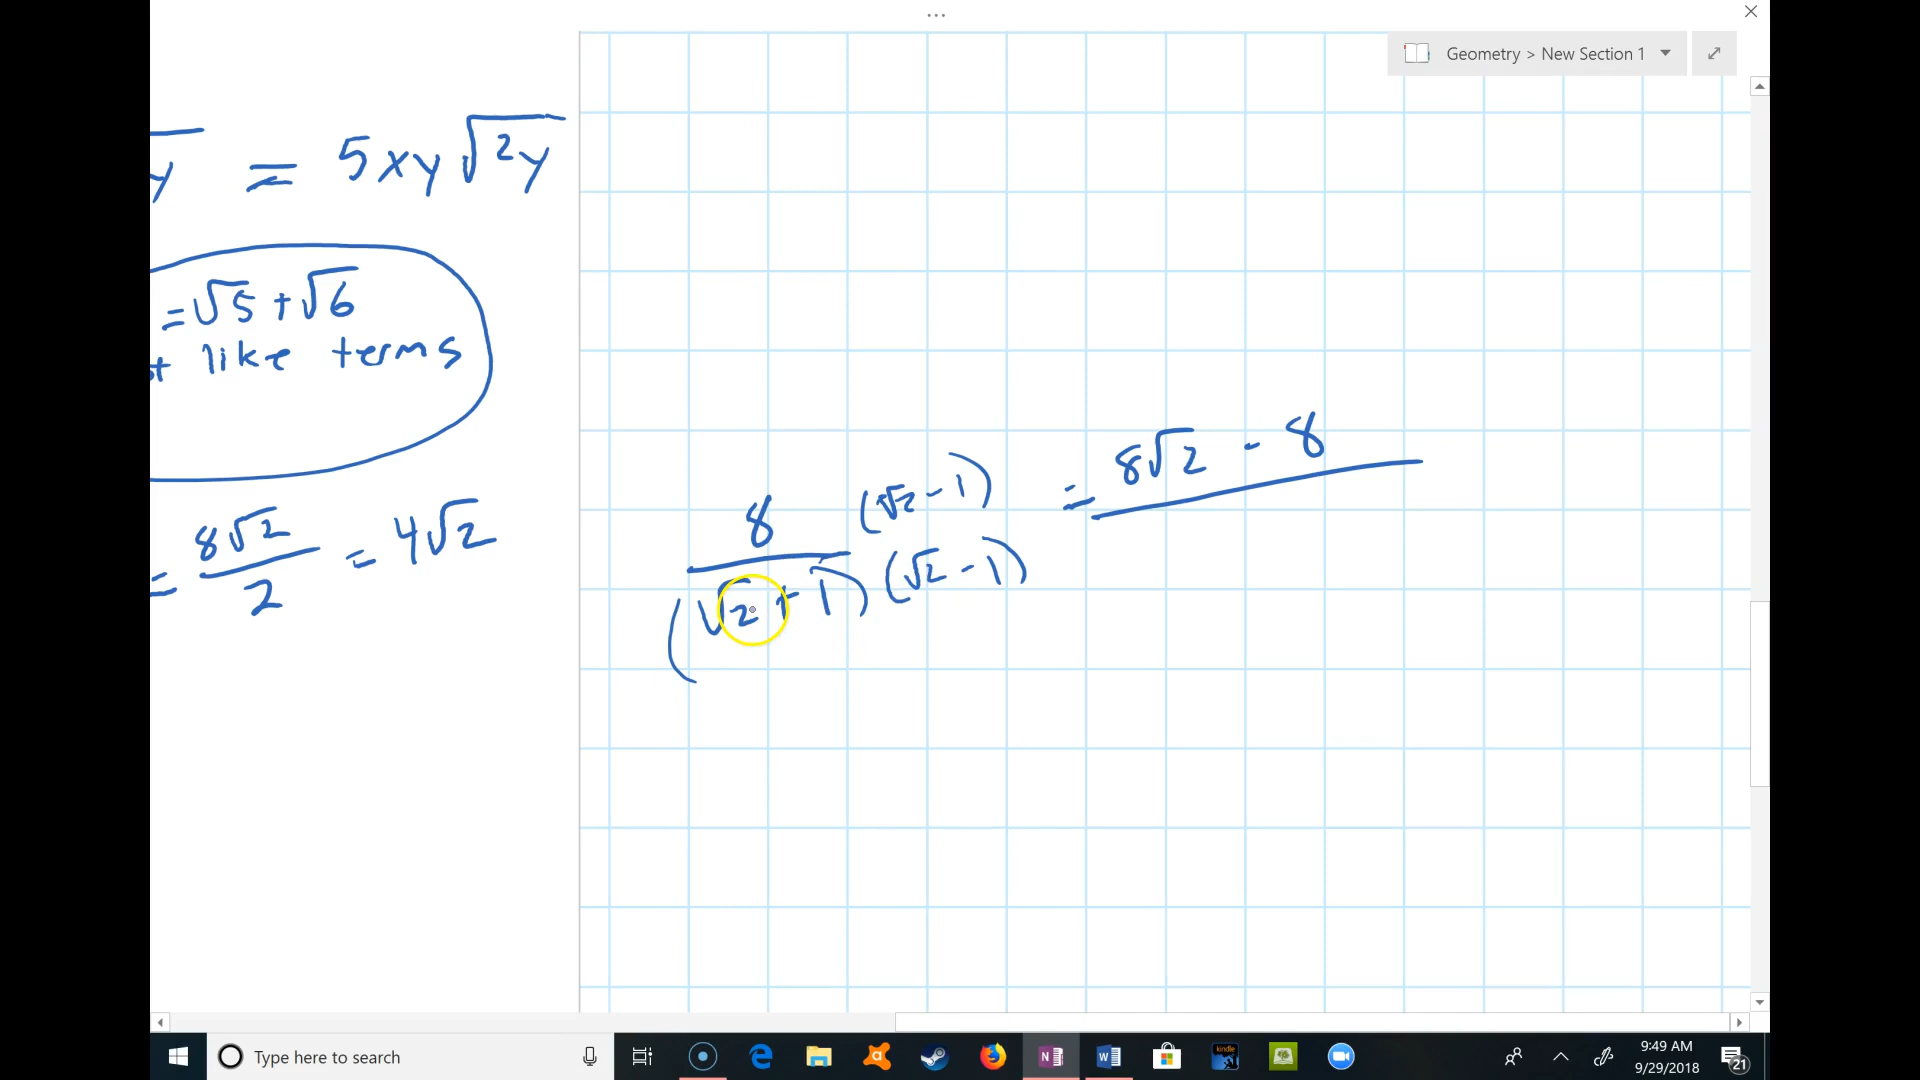 ...
Geometry > New Section 1
y = 5xy√2y
= √5 + √6
t like terms
= 8√2 / 2 = 4√2
8 (√2 - 1) / (√2 + 1) (√2 - 1) = 8√2 - 8
Type here to search
kindle
N
W
9:49 AM
9/29/2018
21